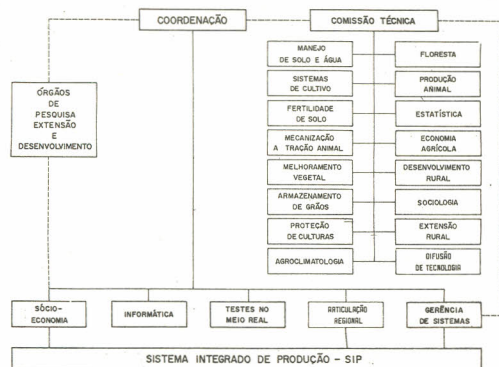 COORDENAÇÃO
COMISSÃO TÉCNICA
ÓRGÃOS
DE
PESQUISA
EXTENSÃO
E
DESENVOLVIMENTO
MANEJO
DE SOLO E ÁGUA
FLORESTA
SISTEMAS
DE CULTIVO
PRODUÇÃO
ANIMAL
FERTILIDADE
DE SOLO
ESTATÍSTICA
MECANIZAÇÃO
A TRAÇÃO ANIMAL
ECONOMIA
AGRÍCOLA
MELHORAMENTO
VEGETAL
DESENVOLVIMENTO
RURAL
ARMAZENAMENTO
DE GRÃOS
SOCIOLOGIA
PROTEÇÃO
DE CULTURAS
EXTENSÃO
RURAL
AGROCLIMATOLOGIA
DIFUSÃO
DE TECNOLOGIA
SÓCIO-
ECONOMIA
INFORMÁTICA
TESTES NO
MEIO REAL
ARTICULAÇÃO
REGIONAL
GERÊNCIA
DE SISTEMAS
SISTEMA INTEGRADO DE PRODUÇÃO - SIP